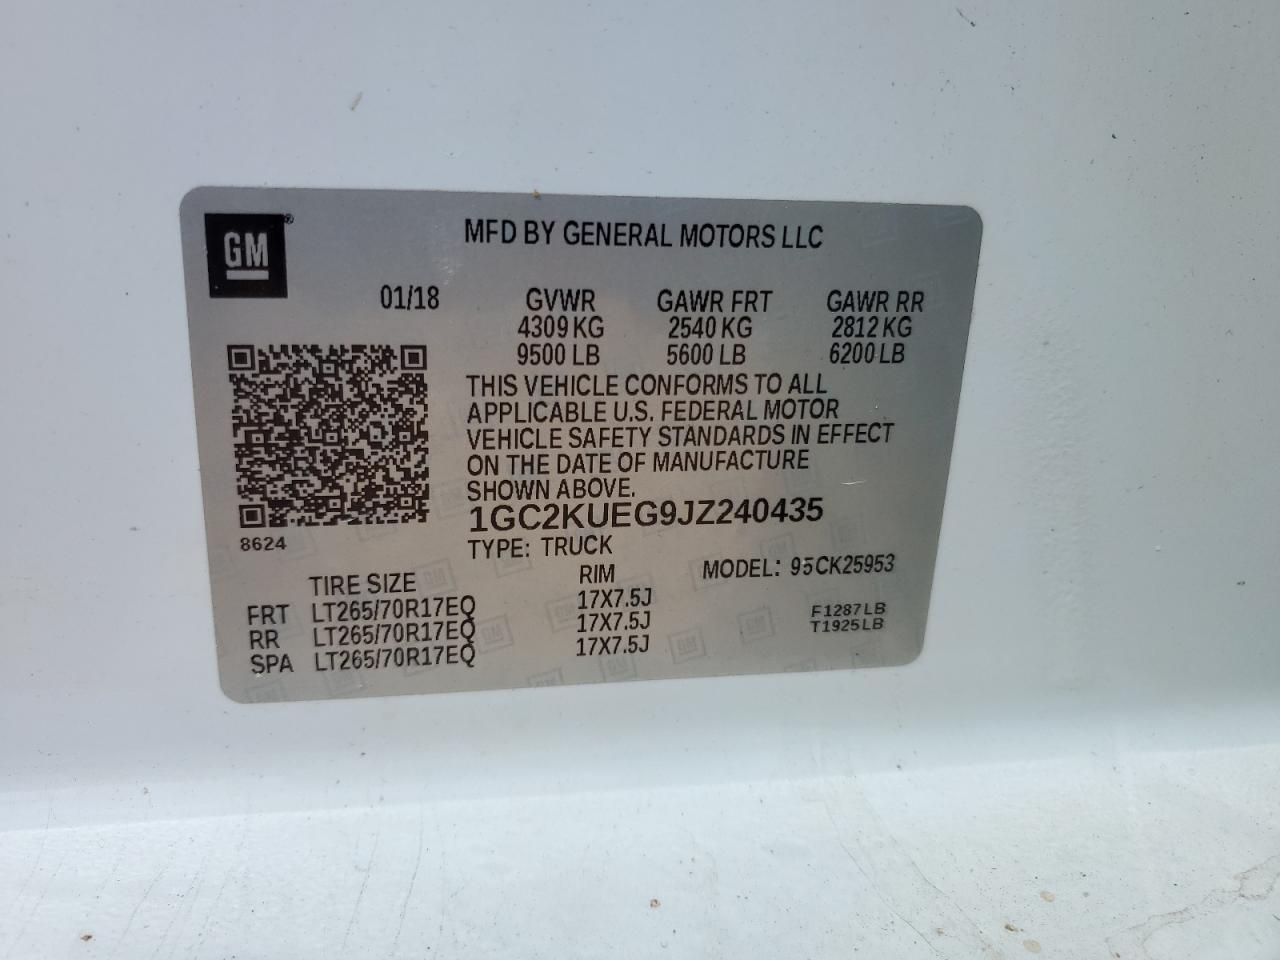 GM ®
MFD BY GENERAL MOTORS LLC
01/18 GVWR GAWR FRT GAWR RR
4309 KG 2540 KG 2812 KG
9500 LB 5600 LB 6200 LB
THIS VEHICLE CONFORMS TO ALL
APPLICABLE U.S. FEDERAL MOTOR
VEHICLE SAFETY STANDARDS IN EFFECT
ON THE DATE OF MANUFACTURE
SHOWN ABOVE.
1GC2KUEG9JZ240435
8624
TYPE: TRUCK
MODEL: 95CK25953
TIRE SIZE RIM
FRT LT265/70R17EQ 17X7.5J
RR LT265/70R17EQ 17X7.5J
SPA LT265/70R17EQ 17X7.5J
F1287LB
T1925LB